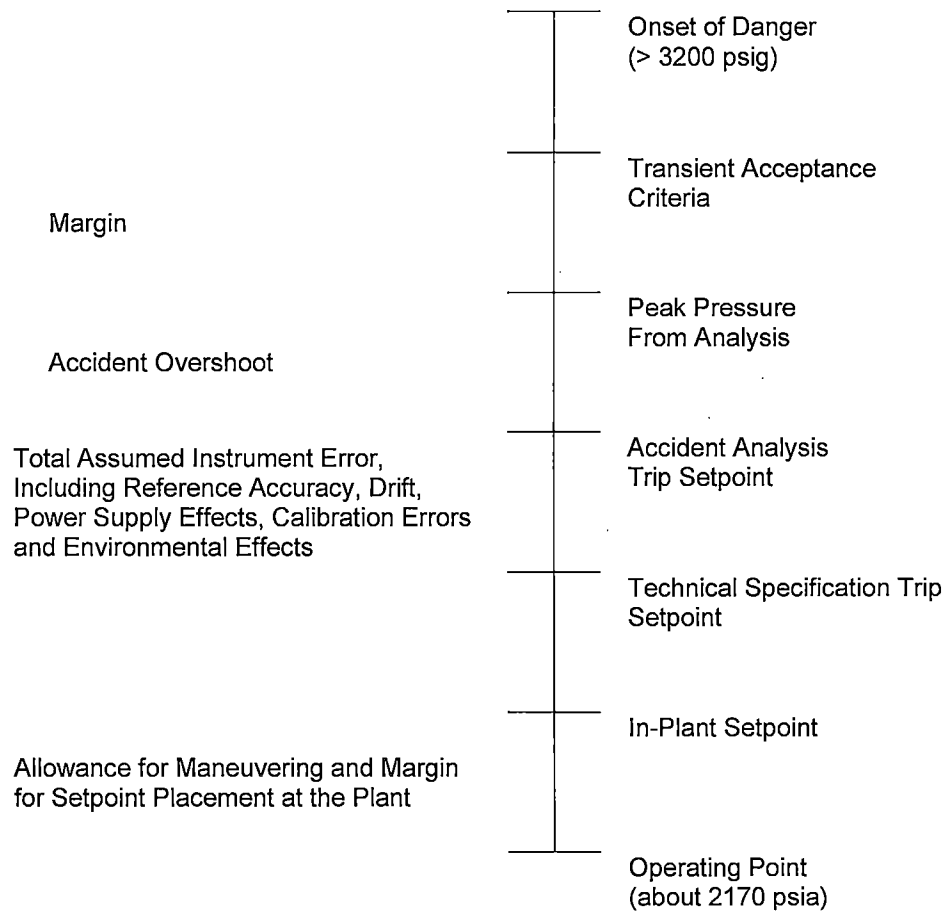 Onset of Danger
(> 3200 psig)
Transient Acceptance
Criteria
Margin
Peak Pressure
From Analysis
Accident Overshoot
Accident Analysis
Trip Setpoint
Total Assumed Instrument Error,
Including Reference Accuracy, Drift,
Power Supply Effects, Calibration Errors
and Environmental Effects
Technical Specification Trip
Setpoint
In-Plant Setpoint
Allowance for Maneuvering and Margin
for Setpoint Placement at the Plant
Operating Point
(about 2170 psia)